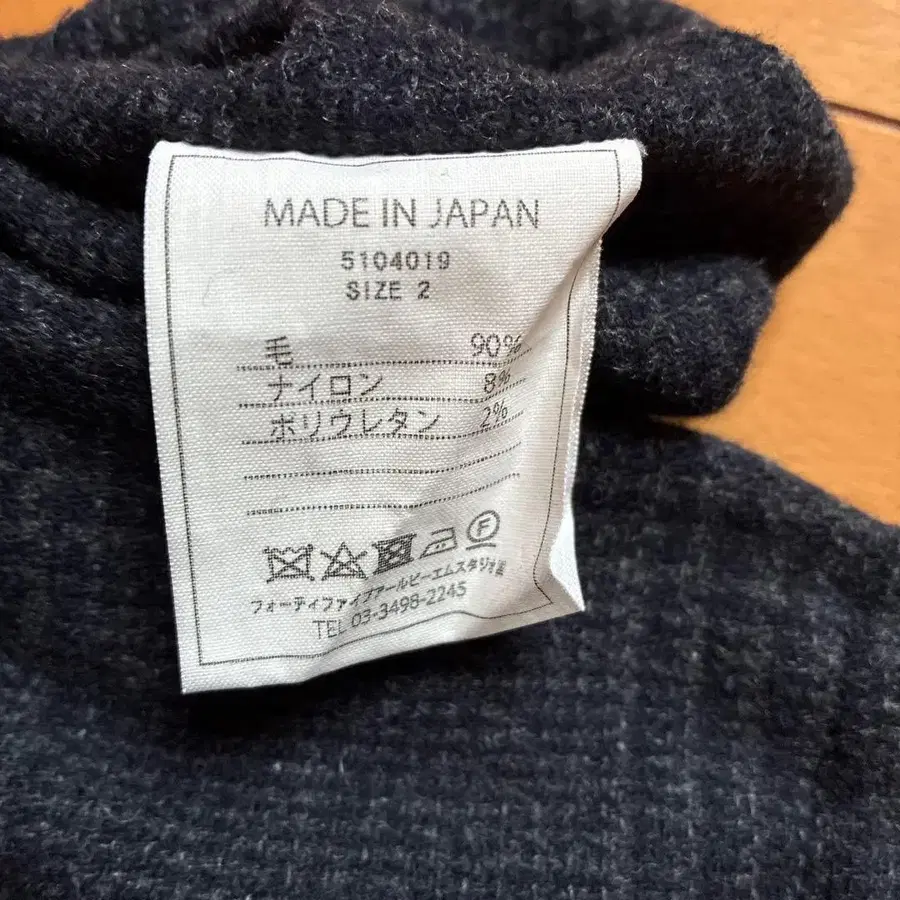 MADE IN JAPAN
5104019
SIZE 2
毛 90%
ナイロン 8%
ポリウレタン 2%
F
フォーティファイブアールピーエムスタジオ㈱
TEL 03-3498-2245